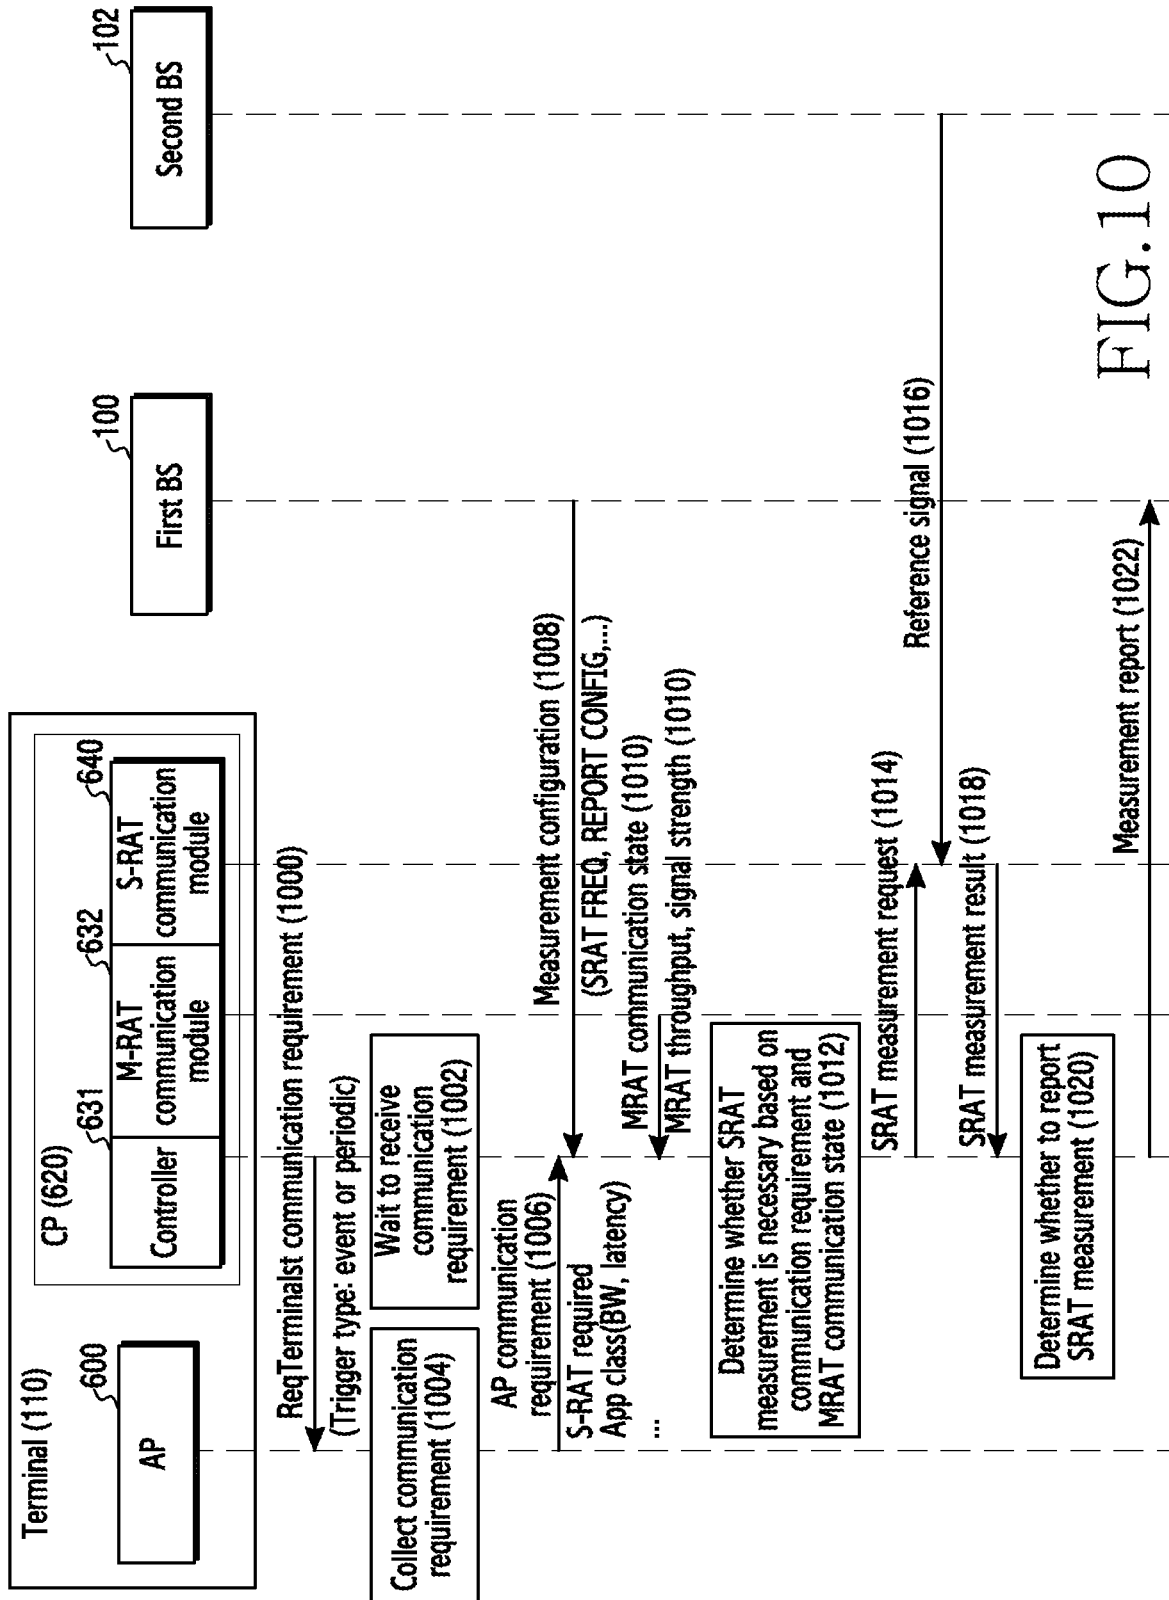 Terminal (110)
CP (620)
600
631
632
640
100
102
AP
Controller
M-RAT
communication
module
S-RAT
communication
module
First BS
Second BS
ReqTerminalst communication requirement (1000)
(Trigger type: event or periodic)
Collect communication
requirement (1004)
Wait to receive
communication
requirement (1002)
AP communication
requirement (1006)
S-RAT required
App class(BW, latency)
...
Measurement configuration (1008)
(SRAT FREQ, REPORT CONFIG,...)
MRAT communication state (1010)
MRAT throughput, signal strength (1010)
Determine whether SRAT
measurement is necessary based on
communication requirement and
MRAT communication state (1012)
SRAT measurement request (1014)
Reference signal (1016)
SRAT measurement result (1018)
Determine whether to report
SRAT measurement (1020)
Measurement report (1022)
FIG.10